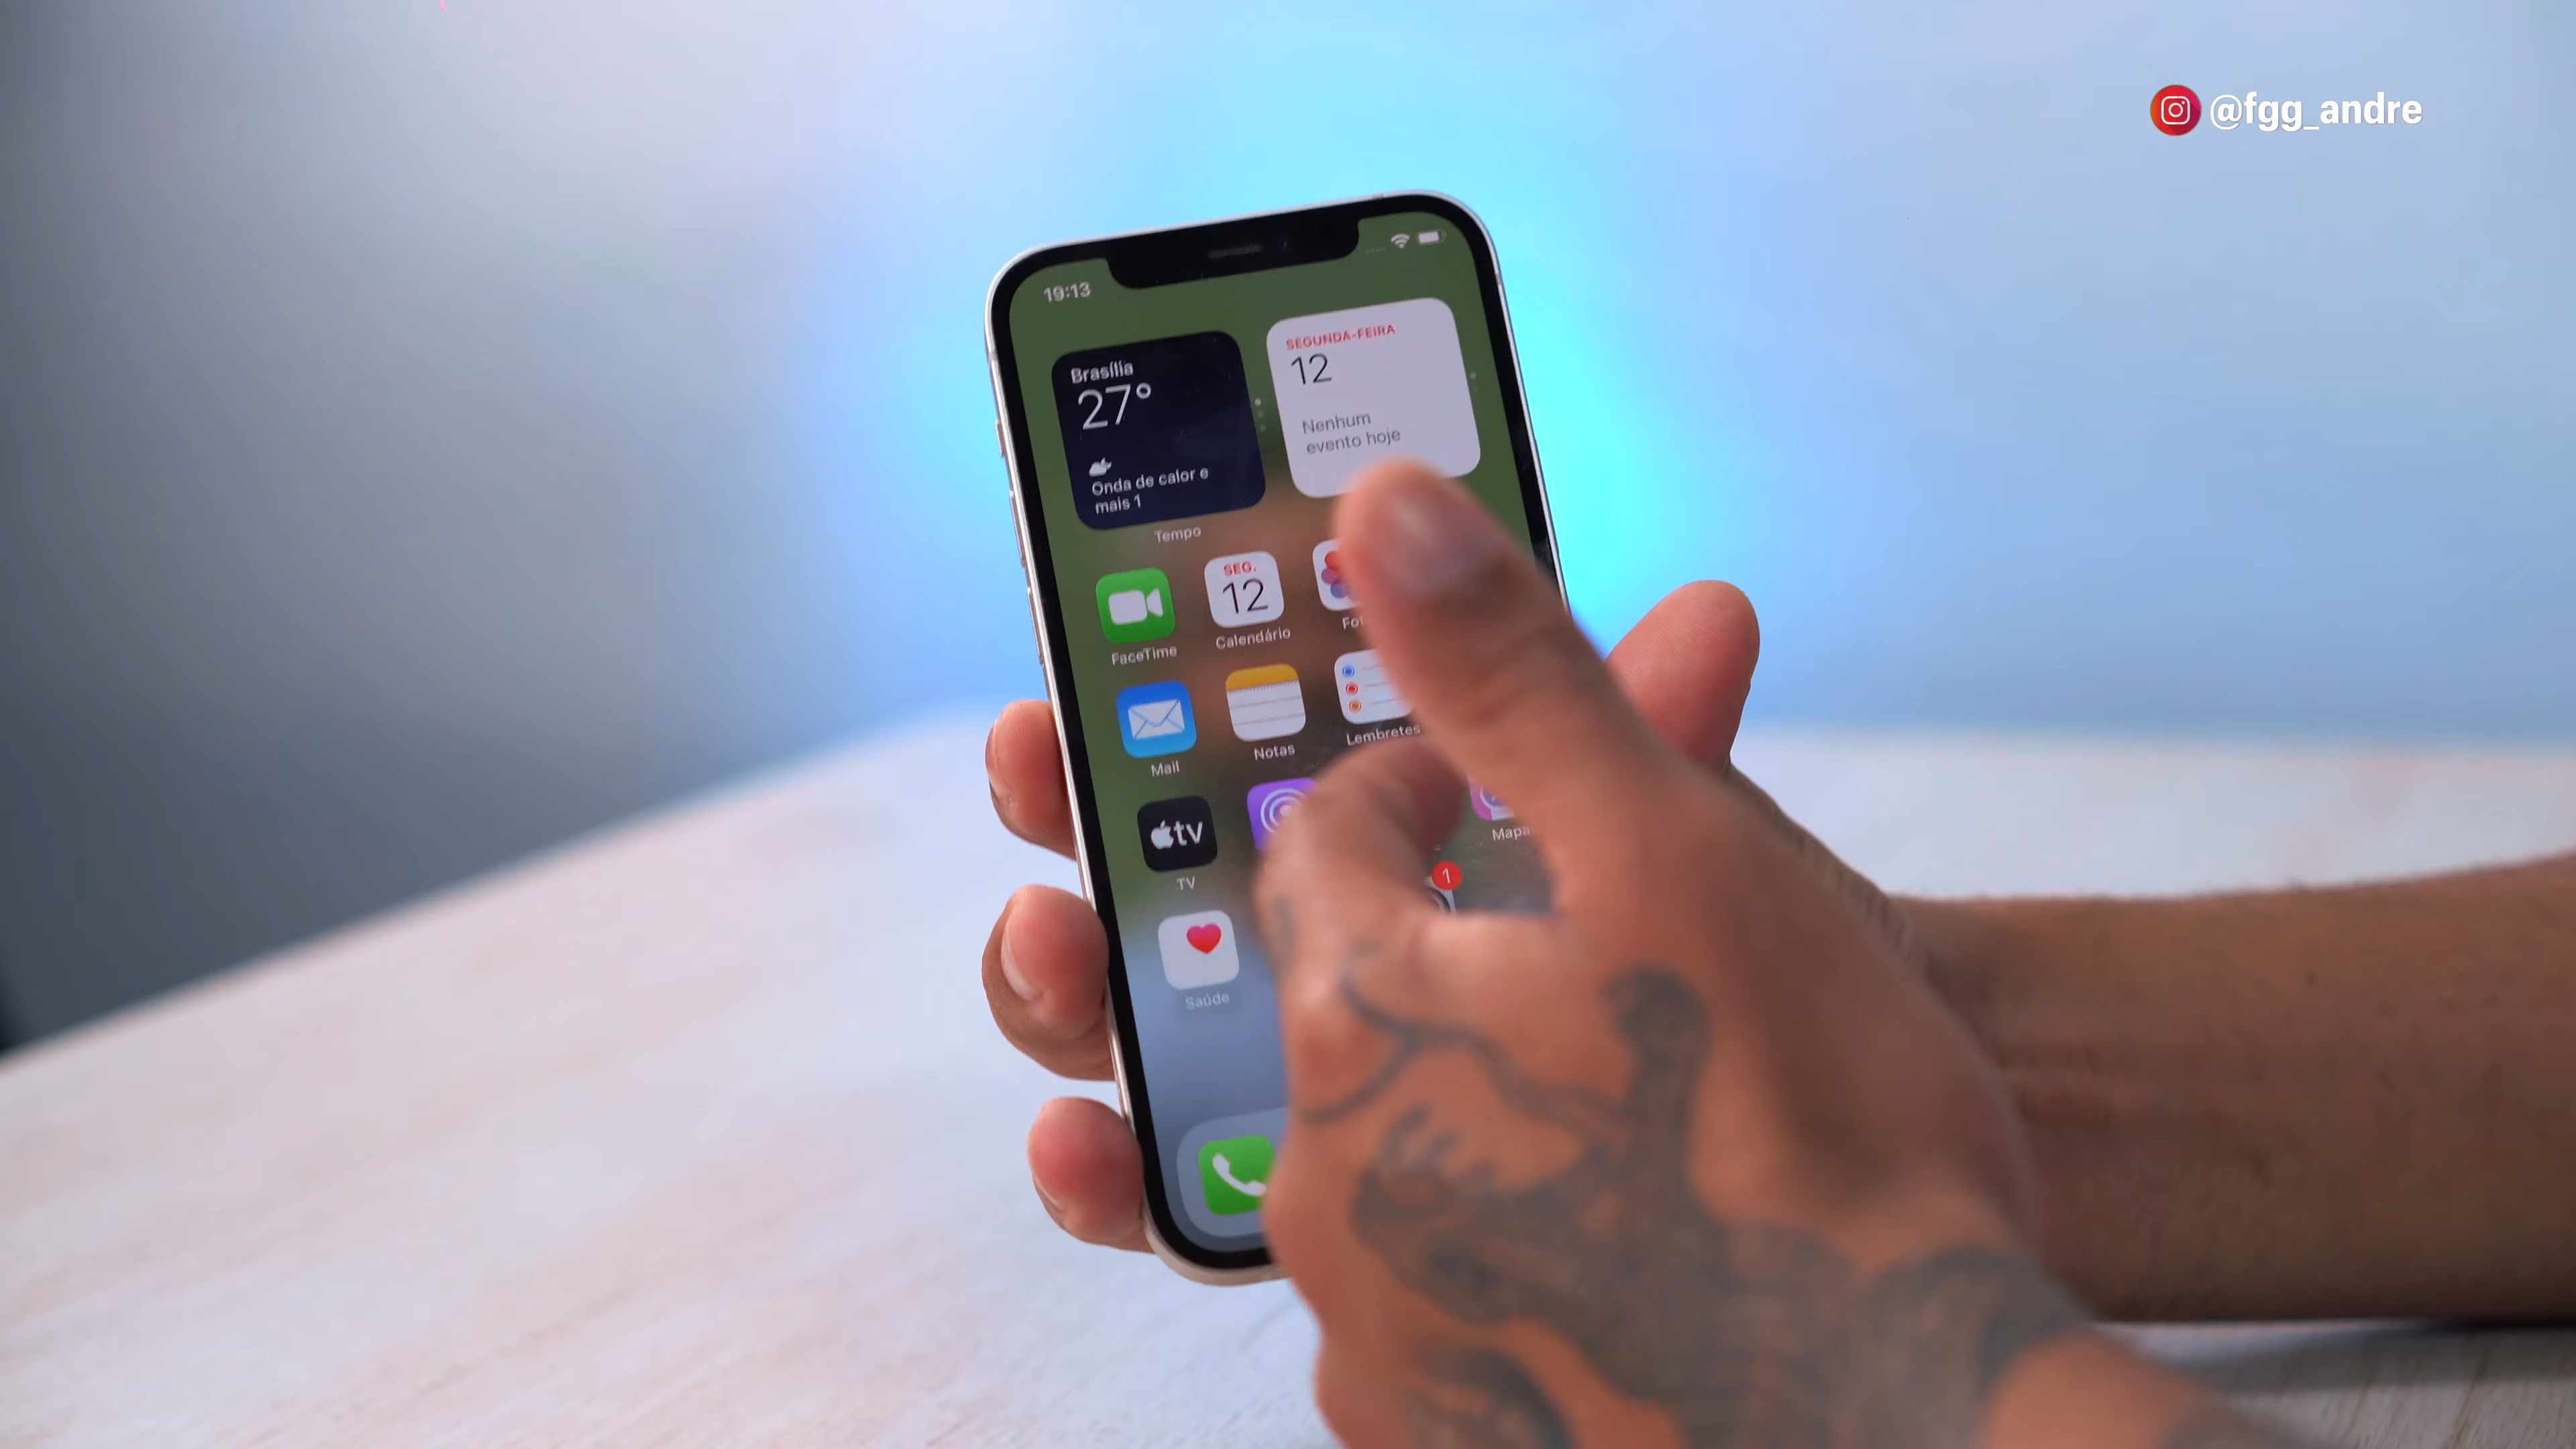 @fgg_andre
19:13
Brasília
27°
Onda de calor e
mais 1
Tempo
SEGUNDA-FEIRA
12
Nenhum
evento hoje
SEG.
12
FaceTime
Calendário
Mail
Notas
Lembretes
tv
TV
1
Saúde